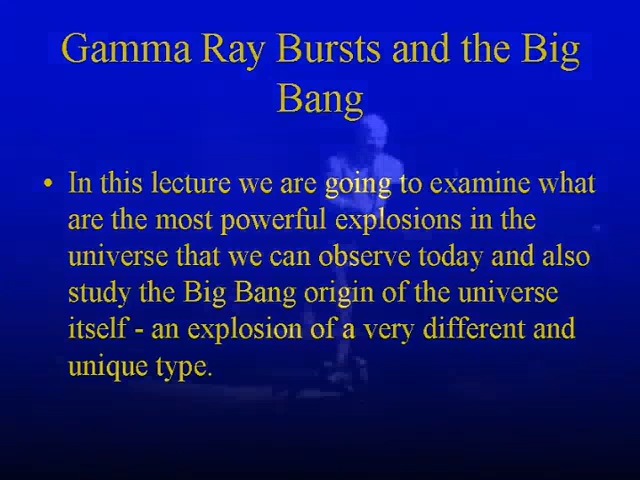 Gamma Ray Bursts and the Big
Bang
• In this lecture we are going to examine what
are the most powerful explosions in the
universe that we can observe today and also
study the Big Bang origin of the universe
itself - an explosion of a very different and
unique type.